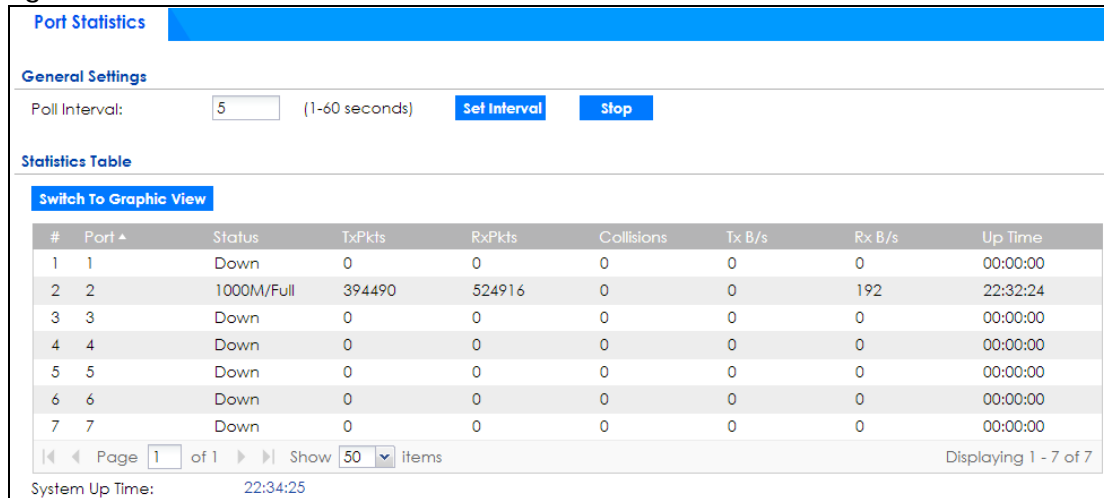 Port Statistics
General Settings
Poll Interval: 5 (1-60 seconds) Set Interval Stop
Statistics Table
Switch To Graphic View
# Port Status TxPkts RxPkts Collisions Tx B/s Rx B/s Up Time
1 1 Down 0 0 0 0 0 00:00:00
2 2 1000M/Full 394490 524916 0 0 192 22:32:24
3 3 Down 0 0 0 0 0 00:00:00
4 4 Down 0 0 0 0 0 00:00:00
5 5 Down 0 0 0 0 0 00:00:00
6 6 Down 0 0 0 0 0 00:00:00
7 7 Down 0 0 0 0 0 00:00:00
Page 1 of 1 Show 50 items Displaying 1 - 7 of 7
System Up Time: 22:34:25